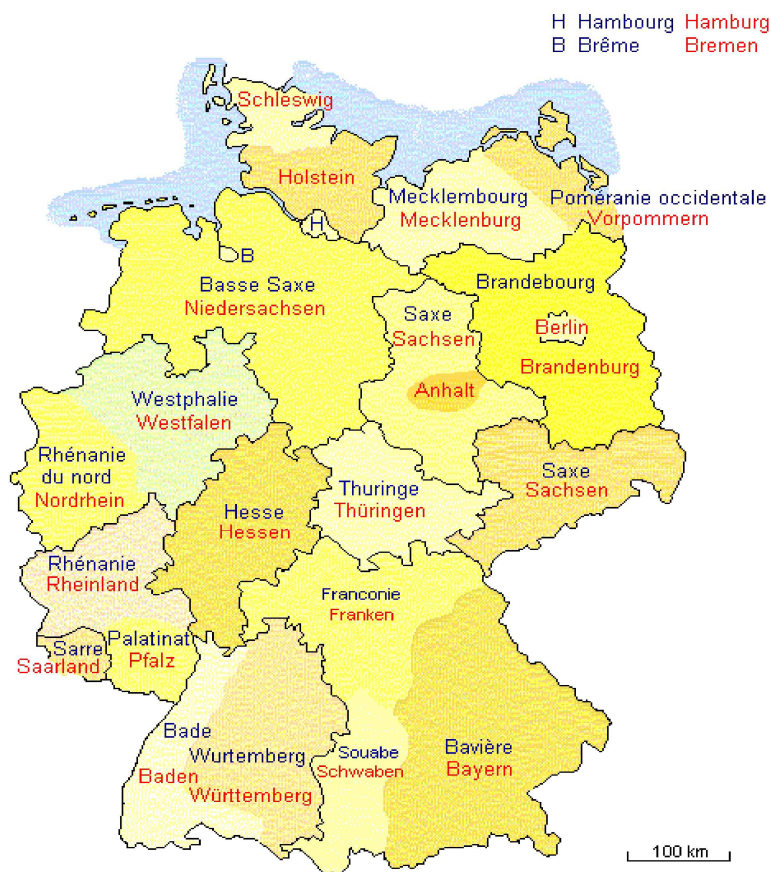 H Hambourg Hamburg
B Brême Bremen
Schleswig
Holstein
Mecklembourg
Mecklenburg
Poméranie occidentale
Vorpommern
H
B
Basse Saxe
Niedersachsen
Brandebourg
Berlin
Brandenburg
Saxe
Sachsen
Anhalt
Westphalie
Westfalen
Rhénanie
du nord
Nordrhein
Hesse
Hessen
Thuringe
Thüringen
Saxe
Sachsen
Rhénanie
Rheinland
Franconie
Franken
Sarre
Saarland
Palatinat
Pfalz
Bade
Baden
Wurtemberg
Württemberg
Souabe
Schwaben
Bavière
Bayern
100 km